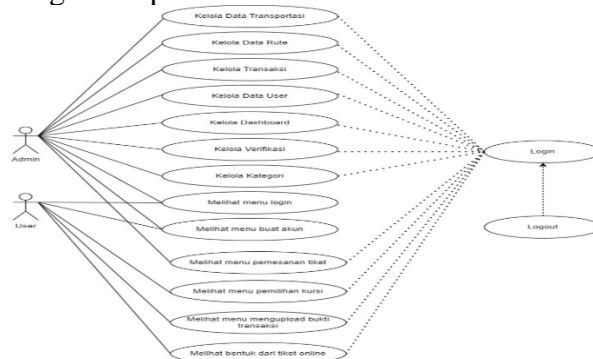 Kelola Data Transportasi
Kelola Data Rute
Kelola Transaksi
Kelola Data User
Kelola Dashboard
Admin
Kelola Verifikasi
Login
Kelola Kategori
Melihat menu login
User
Melihat menu buat akun
Logout
Melihat menu pemesanan tiket
Melihat menu pemilihan kursi
Melihat menu mengupload bukti
transaksi
Melihat bentuk dari tiket online